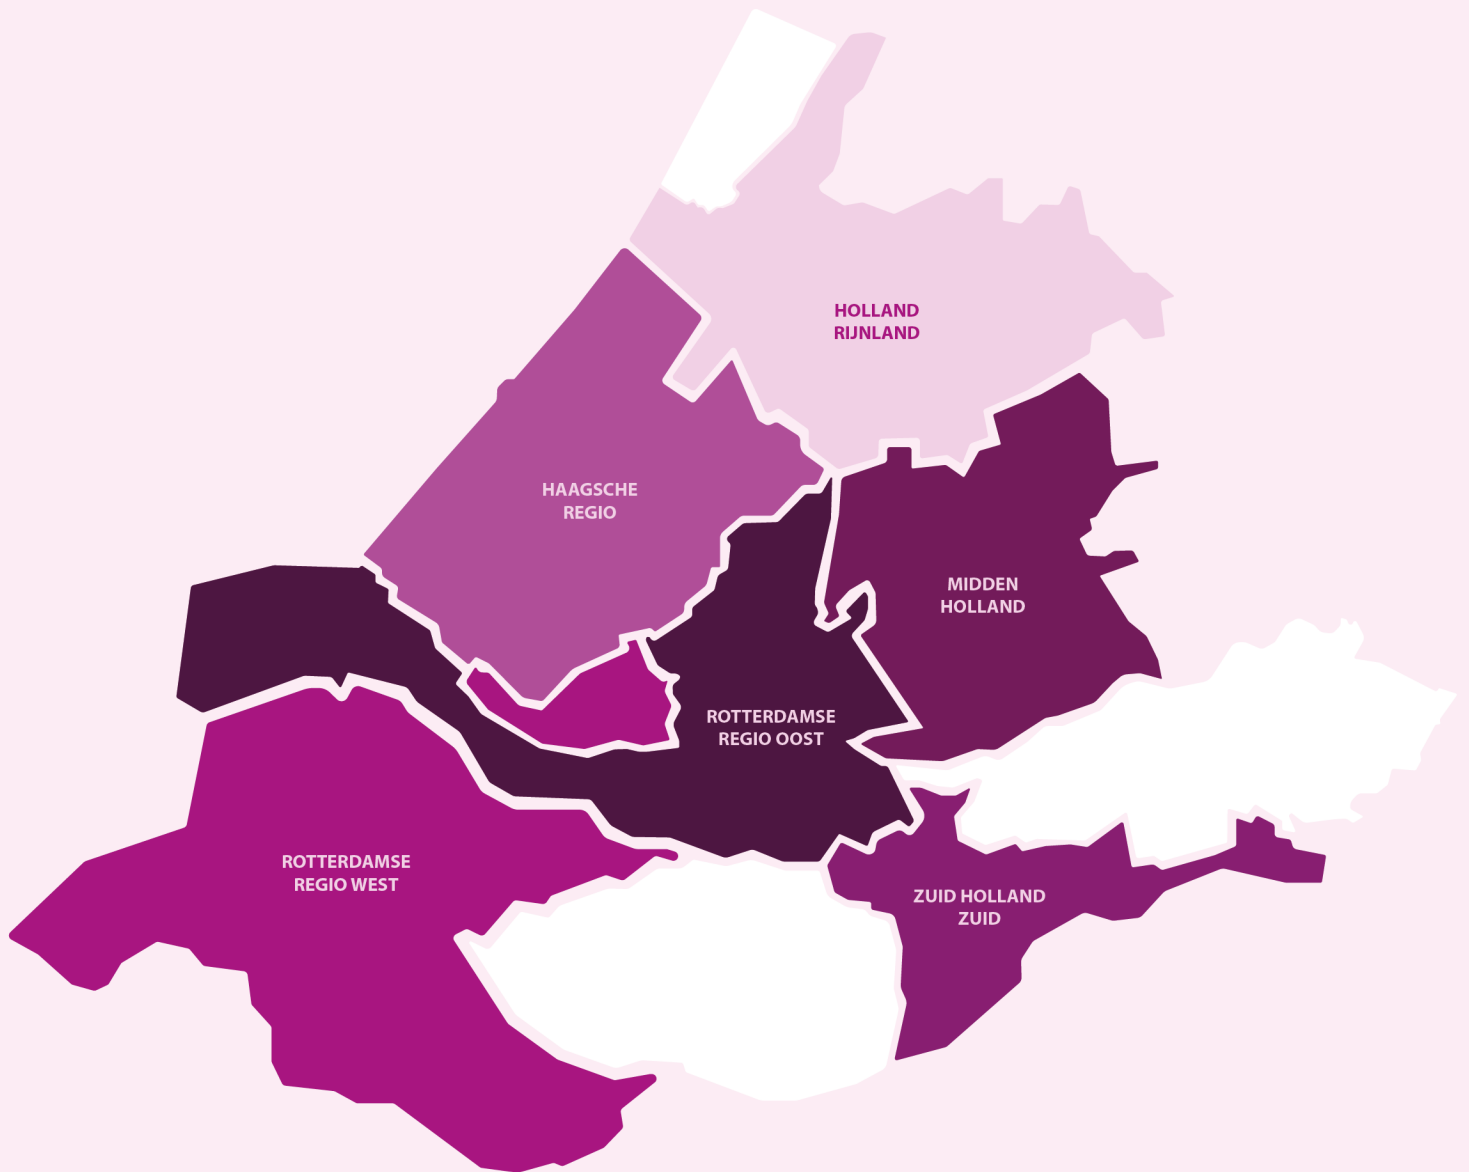 HOLLAND
RIJNLAND
HAAGSCHE
REGIO
MIDDEN
HOLLAND
ROTTERDAMSE
REGIO OOST
ROTTERDAMSE
REGIO WEST
ZUID HOLLAND
ZUID